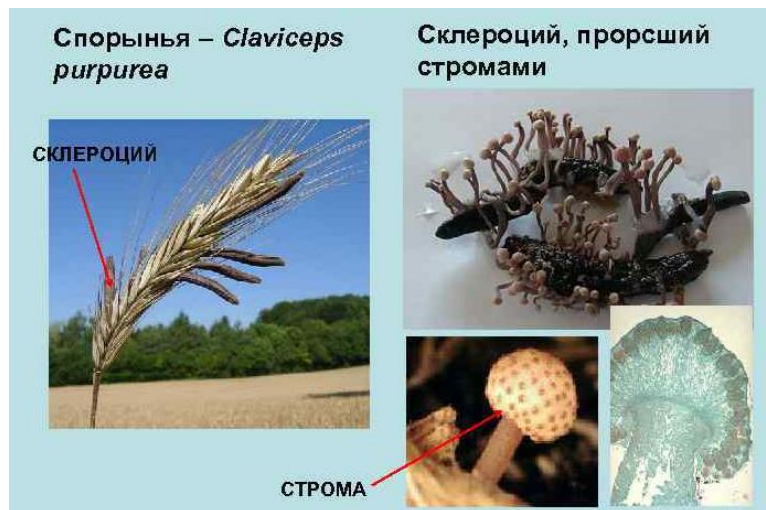 Спорынья – Claviceps
purpurea
Склероций, прорсший
стромами
СКЛЕРОЦИЙ
СТРОМА